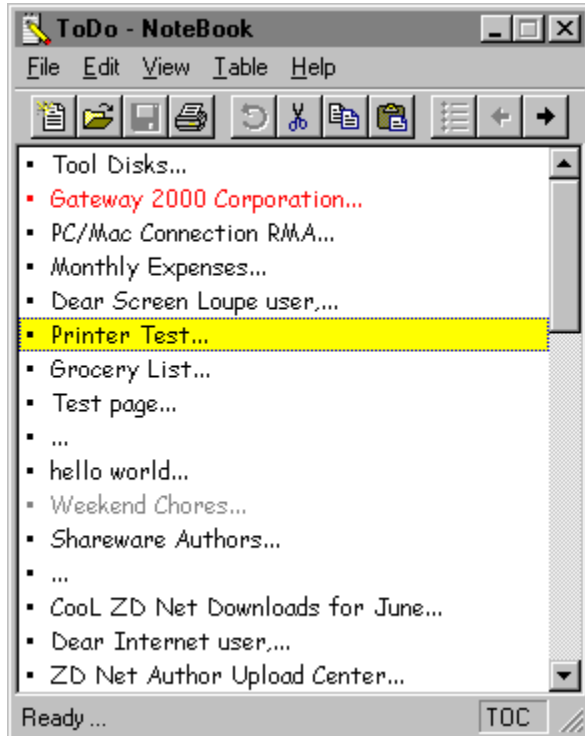 ToDo - NoteBook
File Edit View Table Help
Tool Disks...
Gateway 2000 Corporation...
PC/Mac Connection RMA...
Monthly Expenses...
Dear Screen Loupe user,...
Printer Test...
Grocery List...
Test page...
...
hello world...
Weekend Chores...
Shareware Authors...
...
CooL ZD Net Downloads for June...
Dear Internet user,...
ZD Net Author Upload Center...
Ready ... TOC